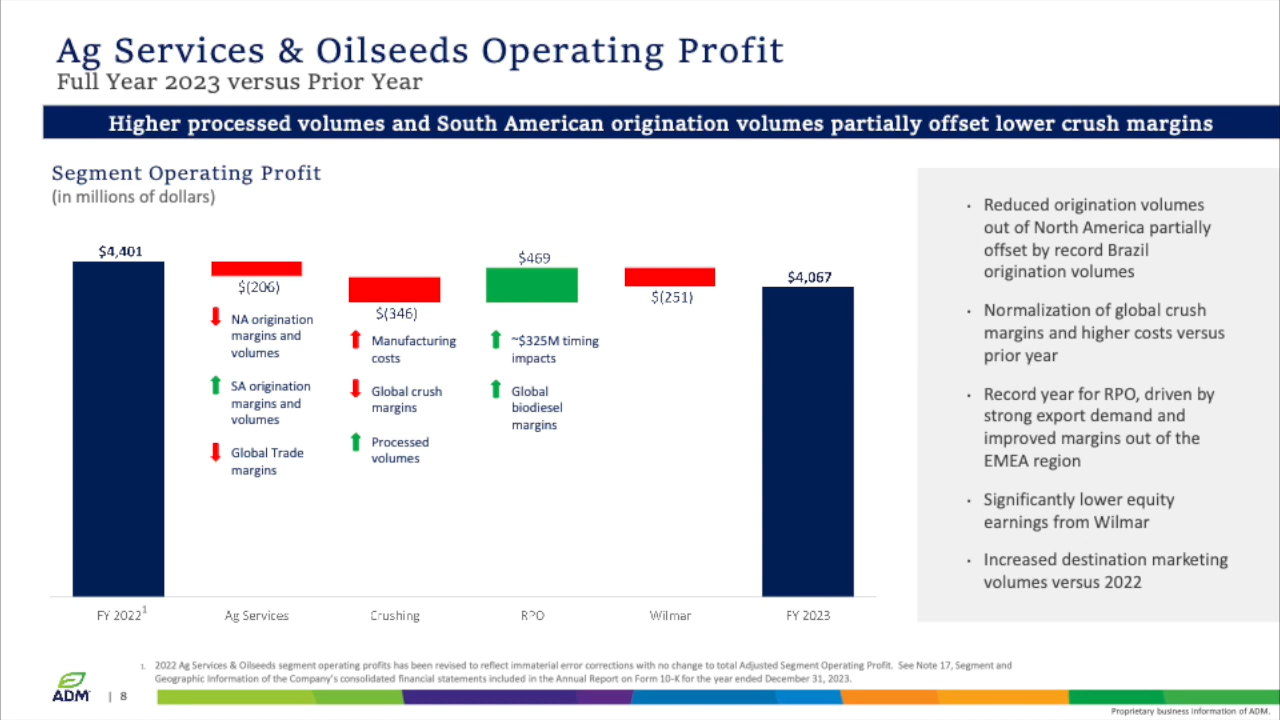 Ag Services & Oilseeds Operating Profit
Full Year 2023 versus Prior Year
Higher processed volumes and South American origination volumes partially offset lower crush margins
Segment Operating Profit
(in millions of dollars)
$4,401
$(206)
NA origination
margins and
volumes
SA origination
margins and
volumes
Global Trade
margins
$(346)
Manufacturing
costs
Global crush
margins
Processed
volumes
$469
~$325M timing
impacts
Global
biodiesel
margins
$(251)
$4,067
FY 2022¹
Ag Services
Crushing
RPO
Wilmar
FY 2023
· Reduced origination volumes
out of North America partially
offset by record Brazil
origination volumes
· Normalization of global crush
margins and higher costs versus
prior year
· Record year for RPO, driven by
strong export demand and
improved margins out of the
EMEA region
· Significantly lower equity
earnings from Wilmar
· Increased destination marketing
volumes versus 2022
1. 2022 Ag Services & Oilseeds segment operating profits has been revised to reflect immaterial error corrections with no change to total Adjusted Segment Operating Profit. See Note 17, Segment and
Geographic Information of the Company's consolidated financial statements included in the Annual Report on Form 10-K for the year ended December 31, 2023.
ADM
| 8
Proprietary business information of ADM.